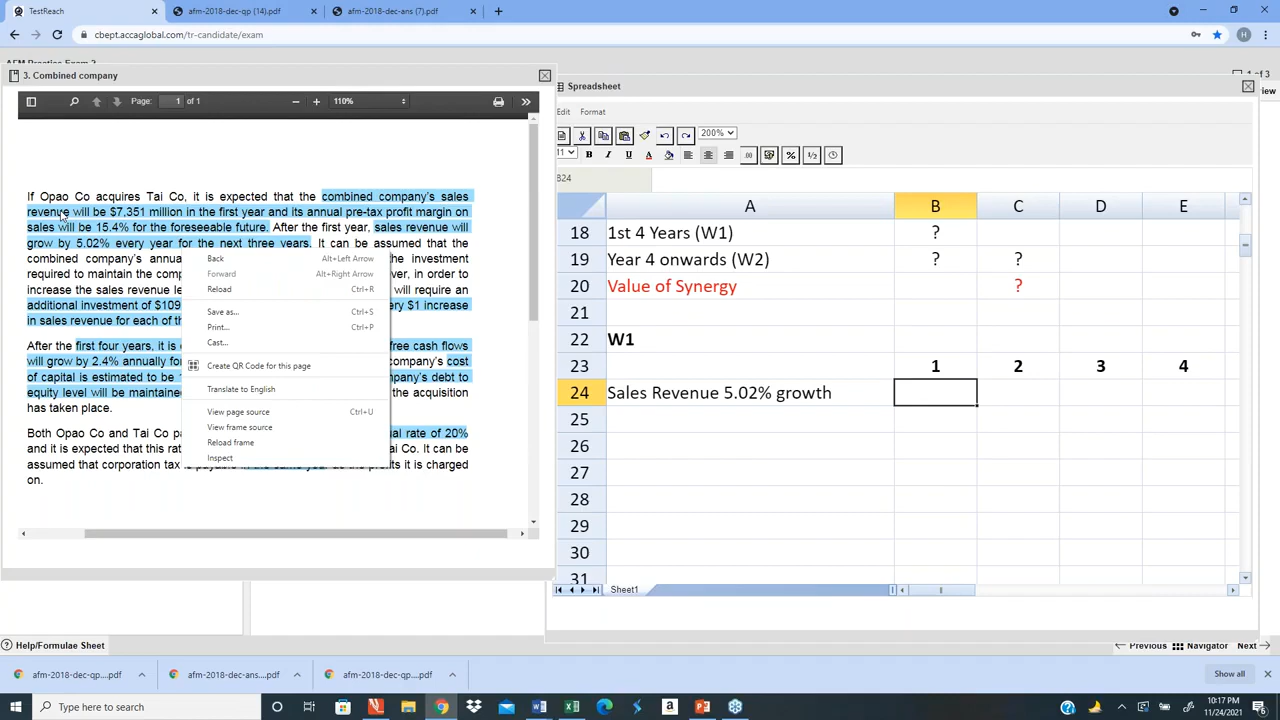 TestReach
afm-2018-dec-qp (14).pdf
afm-2018-dec-ans (7).pdf
cbept.accaglobal.com/tr-candidate/exam
1 of 3
3. Combined company
Page: 1 of 1
110%
If Opao Co acquires Tai Co, it is expected that the combined company's sales
revenue will be $7,351 million in the first year and its annual pre-tax profit margin on
sales will be 15.4% for the foreseeable future. After the first year, sales revenue will
grow by 5.02% every year for the next three years. It can be assumed that the
combined company's annua
the investment
required to maintain the comp
ver, in order to
increase the sales revenue le
will require an
additional investment of $109
ery $1 increase
in sales revenue for each of th
After the first four years, it is
free cash flows
will grow by 2.4% annually fo
ompany's cost
of capital is estimated to be
pany's debt to
equity level will be maintaine
the acquisition
has taken place.
Both Opao Co and Tai Co pa
al rate of 20%
and it is expected that this rat
ai Co. It can be
assumed that corporation tax is payable in the same year as the profits it is charged
on.
Back Alt+Left Arrow
Forward Alt+Right Arrow
Reload Ctrl+R
Save as... Ctrl+S
Print... Ctrl+P
Cast...
Create QR Code for this page
Translate to English
View page source Ctrl+U
View frame source
Reload frame
Inspect
Spreadsheet
view
Edit Format
200%
11
B24
A B C D E
18 1st 4 Years (W1) ?
19 Year 4 onwards (W2) ? ?
20 Value of Synergy ?
21
22 W1
23 1 2 3 4
24 Sales Revenue 5.02% growth
25
26
27
28
29
30
31
Sheet1
Help/Formulae Sheet
Previous Navigator Next
afm-2018-dec-qp....pdf
afm-2018-dec-ans....pdf
afm-2018-dec-qp....pdf
Show all
Type here to search
10:17 PM
11/24/2021